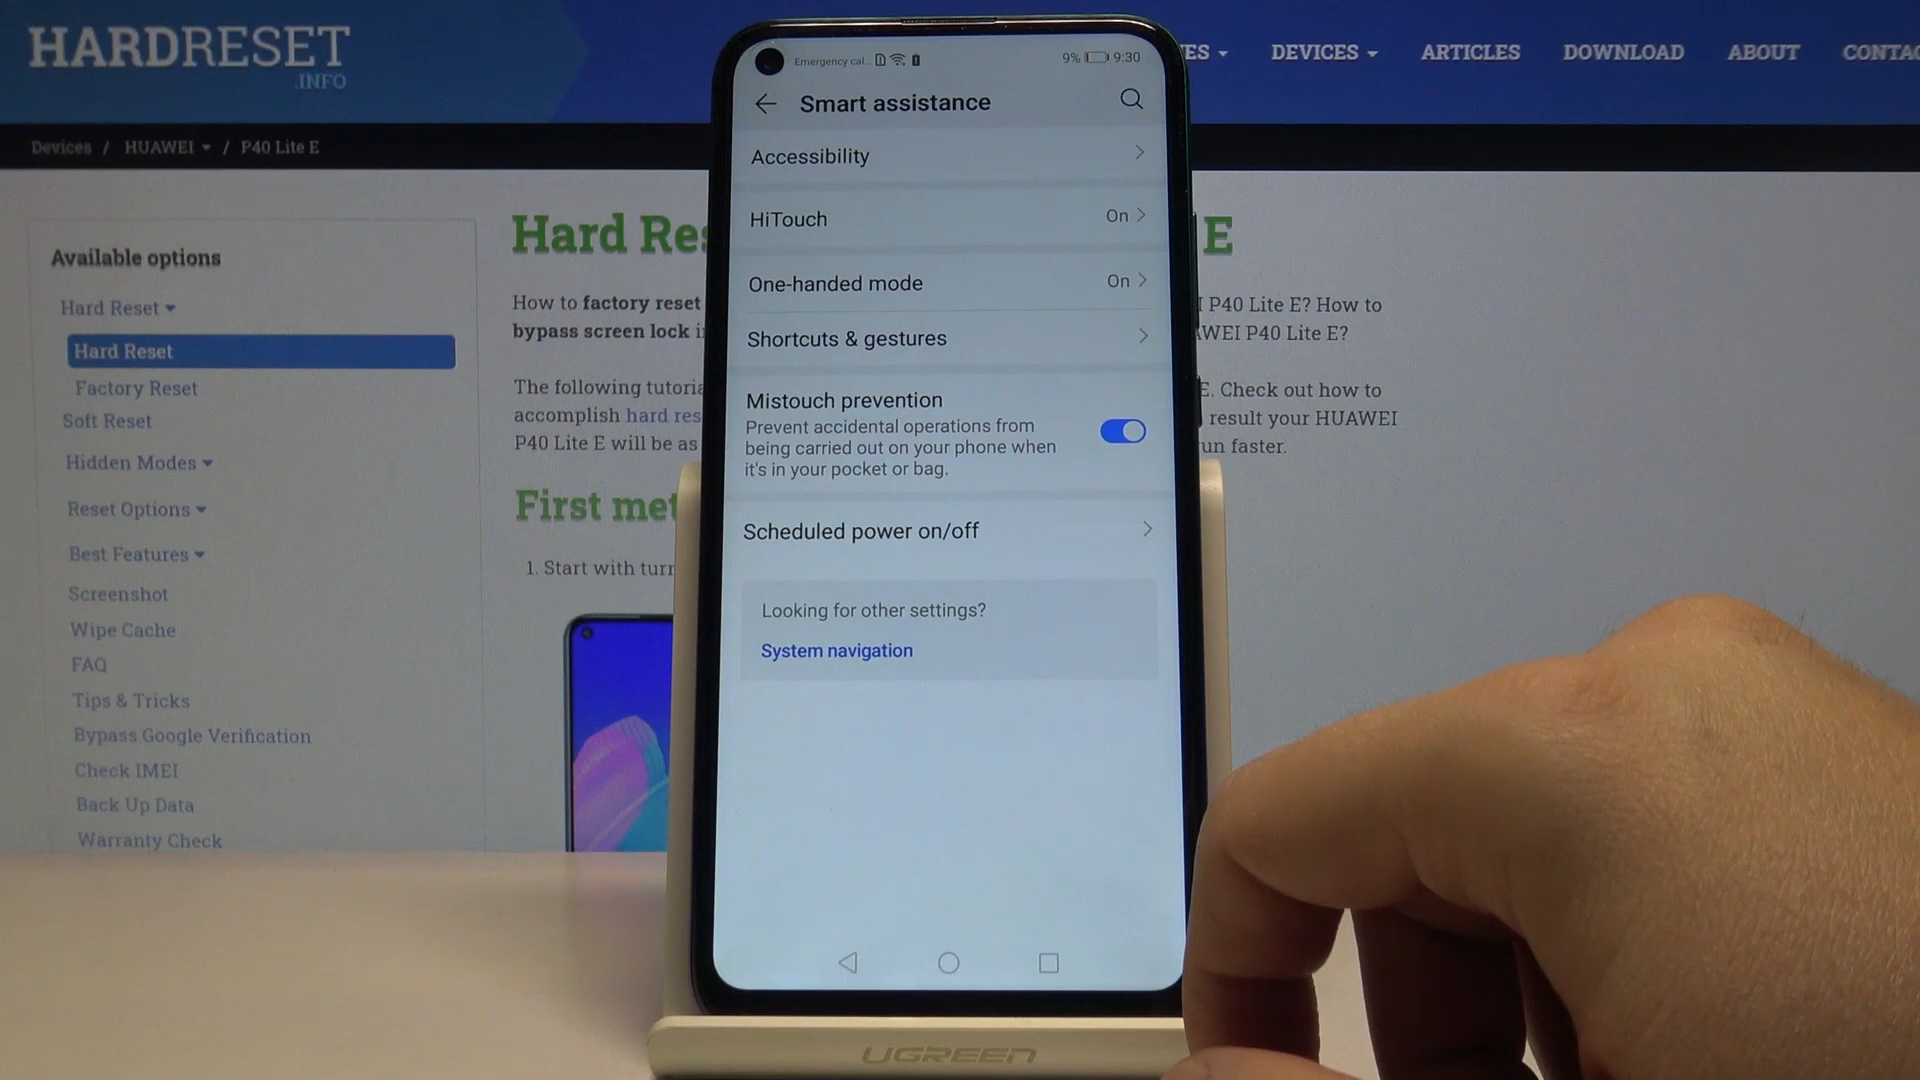 HARDRESET
.INFO
ES
DEVICES
ARTICLES
DOWNLOAD
ABOUT
Devices / HUAWEI / P40 Lite E
Available options
Hard Reset
Hard Reset
Factory Reset
Soft Reset
Hidden Modes
Reset Options
Best Features
Screenshot
Wipe Cache
FAQ
Tips & Tricks
Bypass Google Verification
Check IMEI
Back Up Data
Warranty Check
Hard Res
E
How to factory reset
bypass screen lock i
P40 Lite E? How to
WEI P40 Lite E?
The following tutoria
accomplish hard res
P40 Lite E will be as
E. Check out how to
result your HUAWEI
un faster.
First met
1. Start with turn
Emergency cal...
9% 9:30
Smart assistance
Accessibility
HiTouch On
One-handed mode On
Shortcuts & gestures
Mistouch prevention
Prevent accidental operations from
being carried out on your phone when
it's in your pocket or bag.
Scheduled power on/off
Looking for other settings?
System navigation
UGREEN